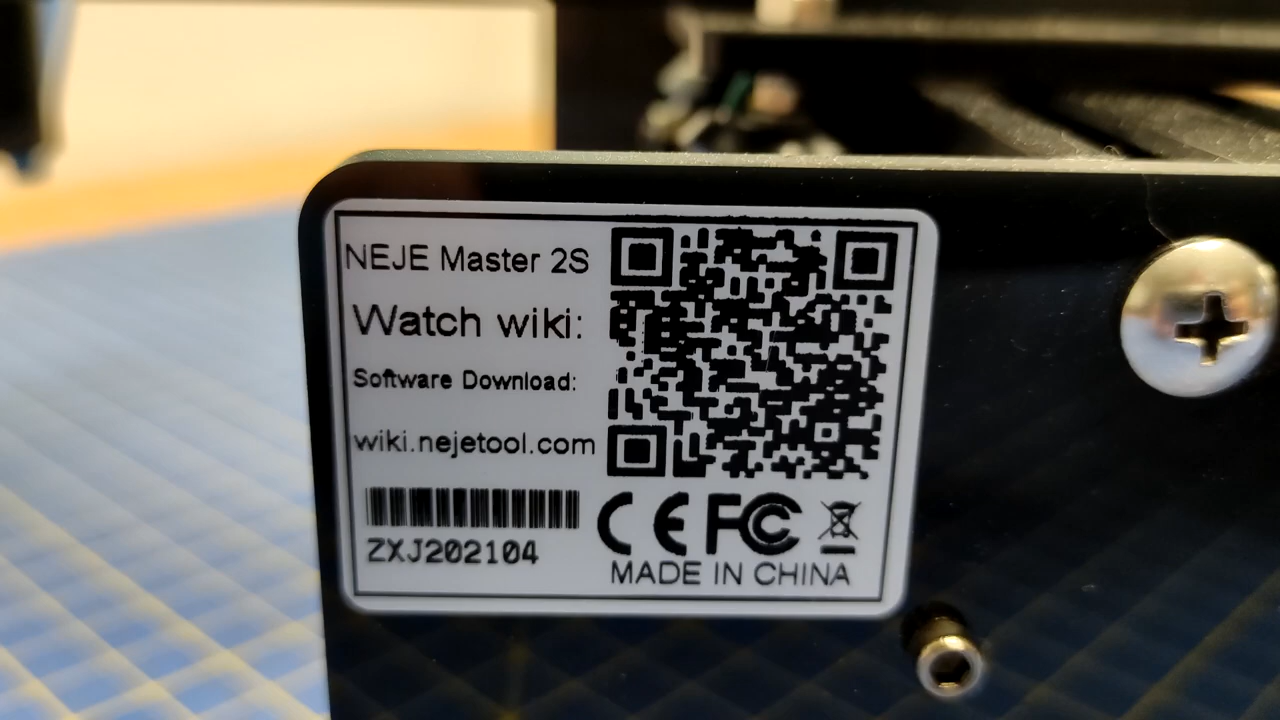 NEJE Master 2S
Watch wiki:
Software Download:
wiki.nejetool.com
ZXJ202104
CE FC
MADE IN CHINA